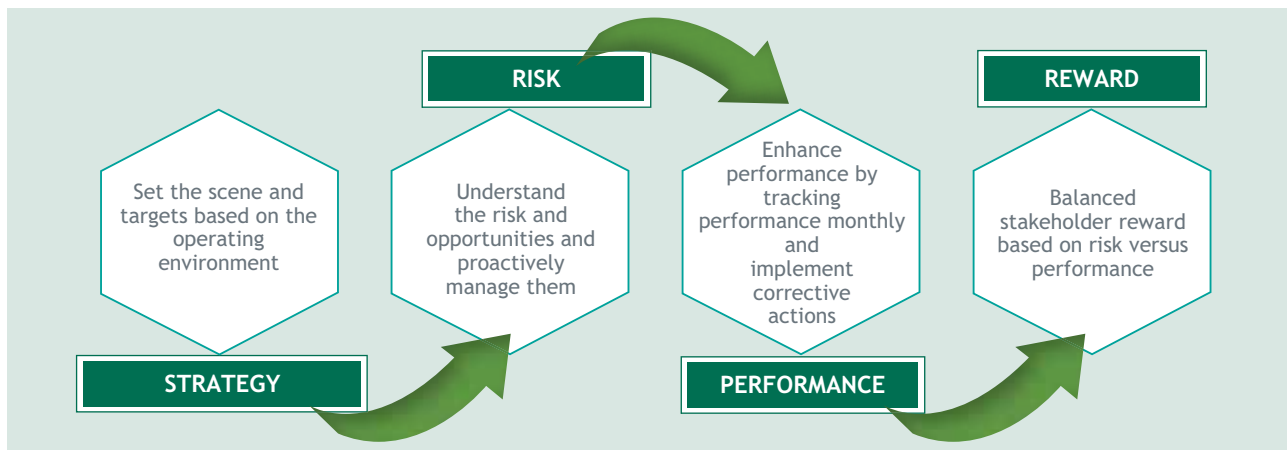 STRATEGY
Set the scene and
targets based on the
operating
environment
RISK
Understand
the risk and
opportunities and
proactively
manage them
PERFORMANCE
Enhance
performance by
tracking
performance monthly
and
implement
corrective
actions
REWARD
Balanced
stakeholder reward
based on risk versus
performance